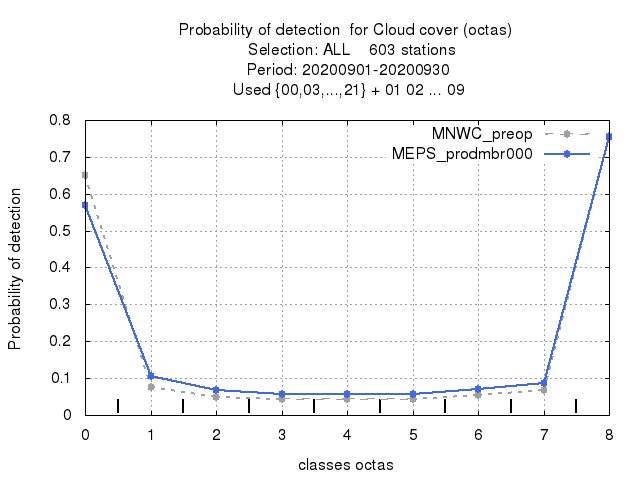 Probability of detection  for Cloud cover (octas)
Selection: ALL    603 stations
Period: 20200901-20200930
Used {00,03,...,21} + 01 02 ... 09
MNWC_preop
MEPS_prodmbr000
Probability of detection
0.8
0.7
0.6
0.5
0.4
0.3
0.2
0.1
0
0 1 2 3 4 5 6 7 8
classes octas